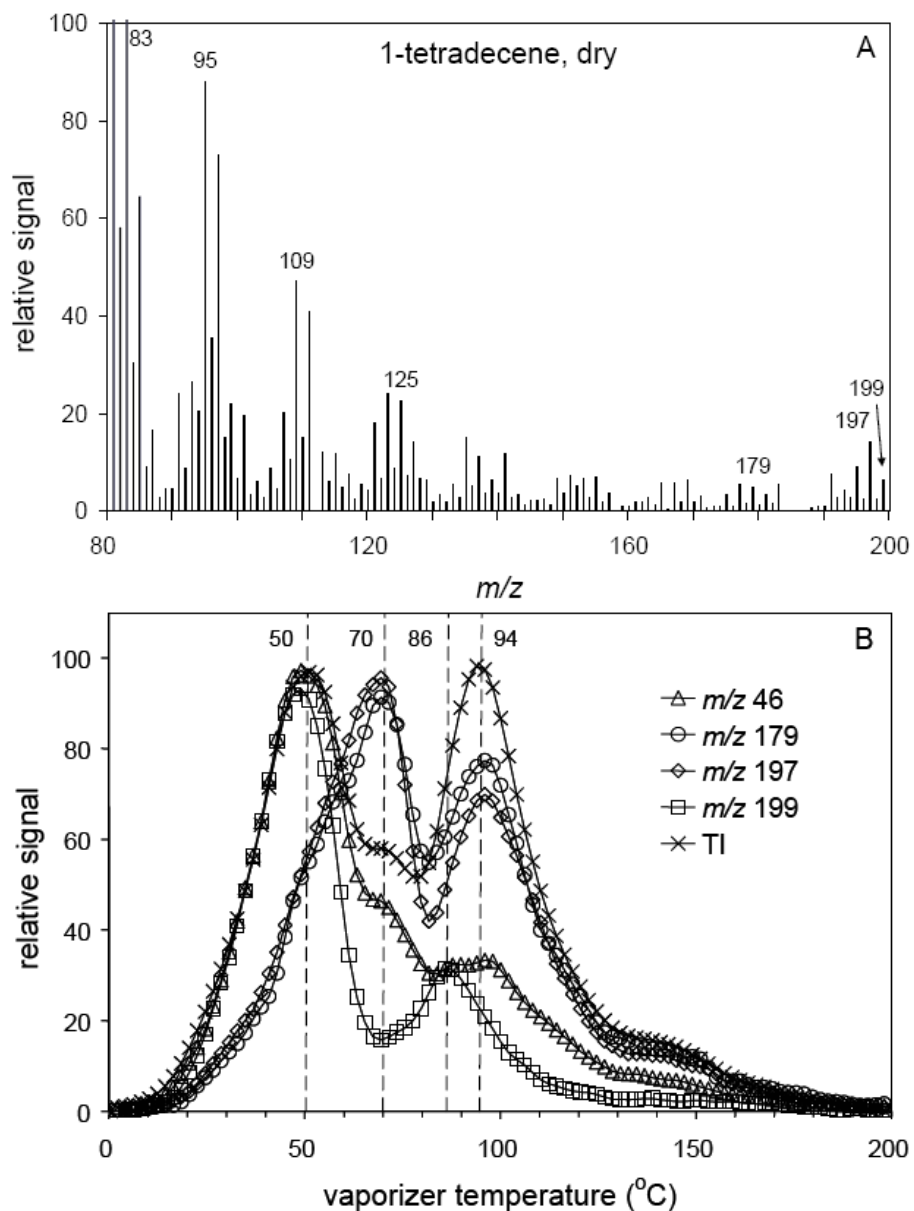 100
80
60
40
20
0
relative signal
1-tetradecene, dry
A
83
95
109
125
179
197
199
80
120
160
200
m/z
B
50
70
86
94
100
80
60
40
20
0
relative signal
m/z 46
m/z 179
m/z 197
m/z 199
TI
0
50
100
150
200
vaporizer temperature (°C)